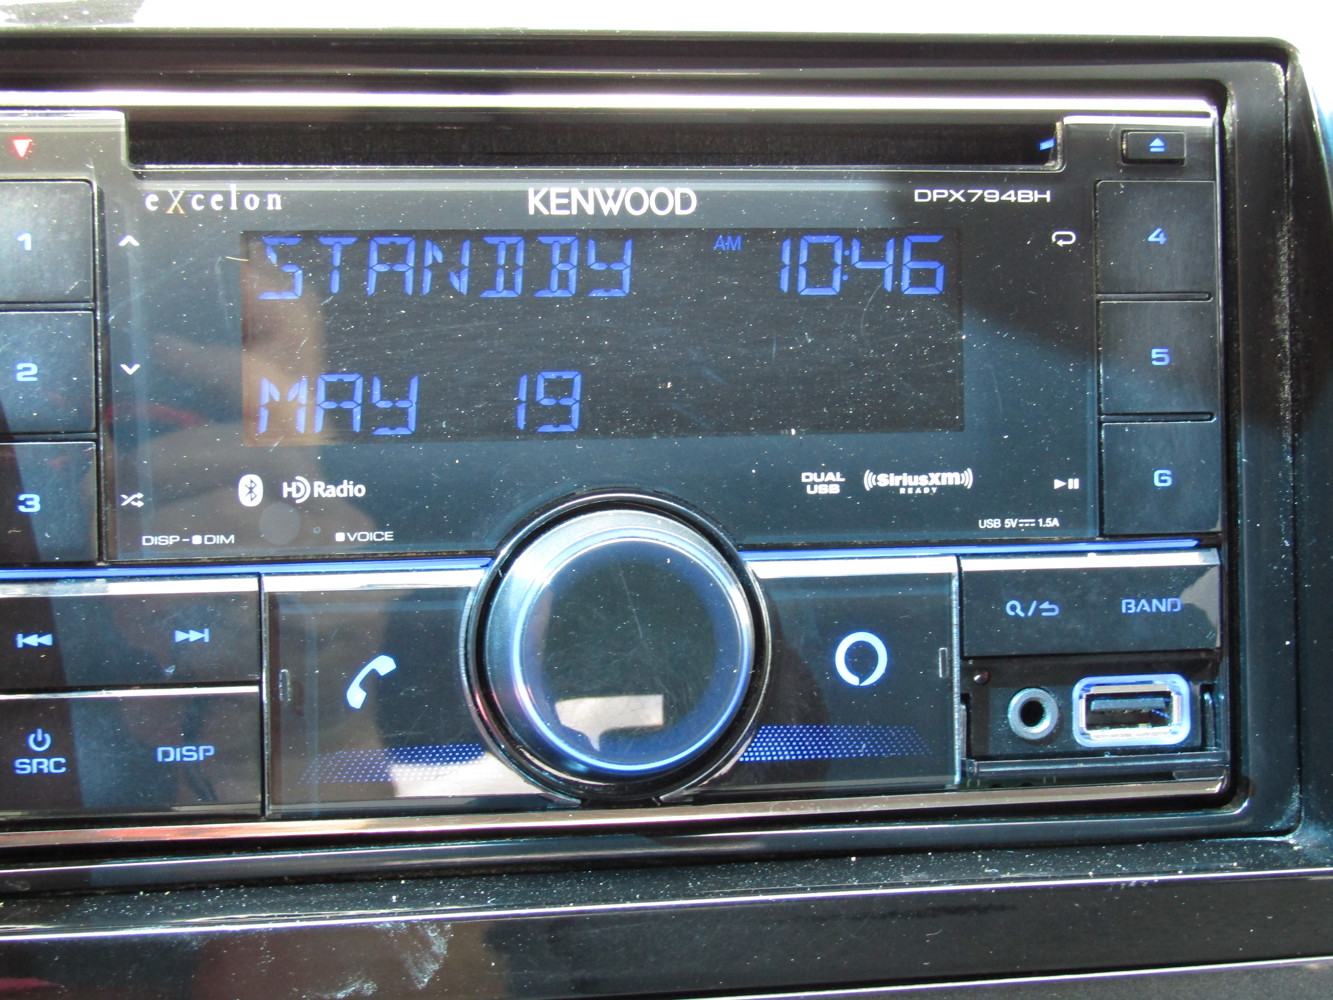 eXcelon KENWOOD DPX794BH
STANDBY AM 10:46
MAY 19
1
2
3
4
5
6
HD Radio
DUAL USB
SiriusXM READY
DISP- DIM
VOICE
USB 5V 1.5A
/ BAND
SRC DISP